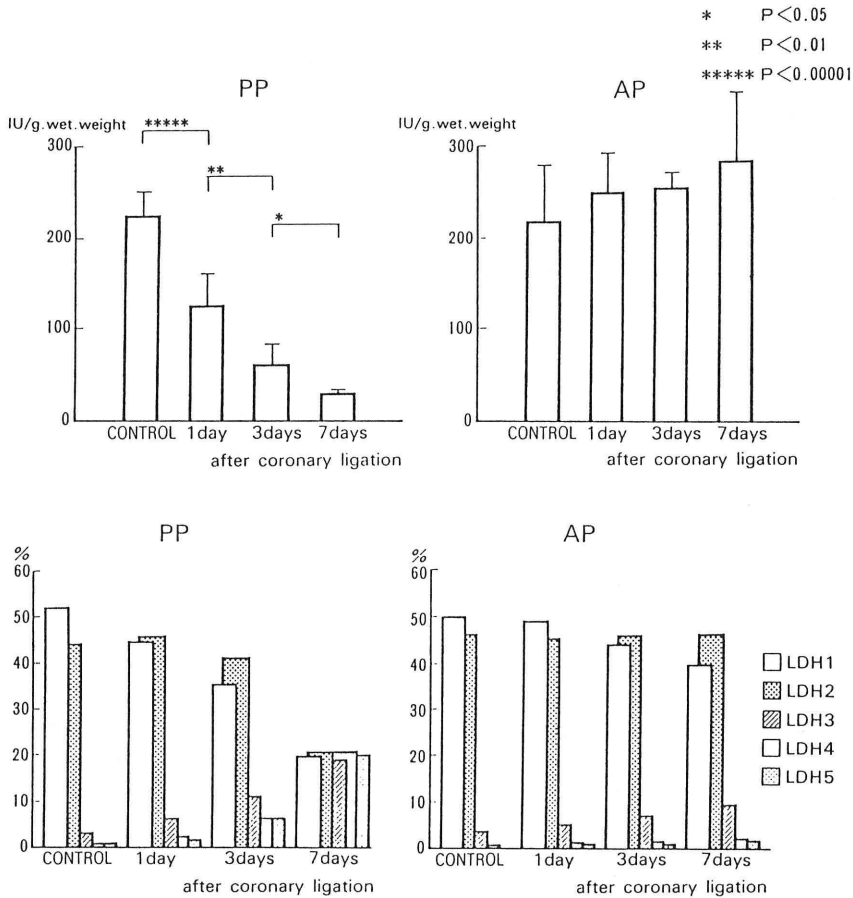 * P<0.05
** P<0.01
***** P<0.00001
PP
IU/g.wet.weight
300
200
100
0
*****
**
*
CONTROL 1day 3days 7days
after coronary ligation
AP
IU/g.wet.weight
300
200
100
0
CONTROL 1day 3days 7days
after coronary ligation
PP
%
60
50
40
30
20
10
0
CONTROL 1day 3days 7days
after coronary ligation
AP
%
60
50
40
30
20
10
0
CONTROL 1day 3days 7days
after coronary ligation
LDH1
LDH2
LDH3
LDH4
LDH5